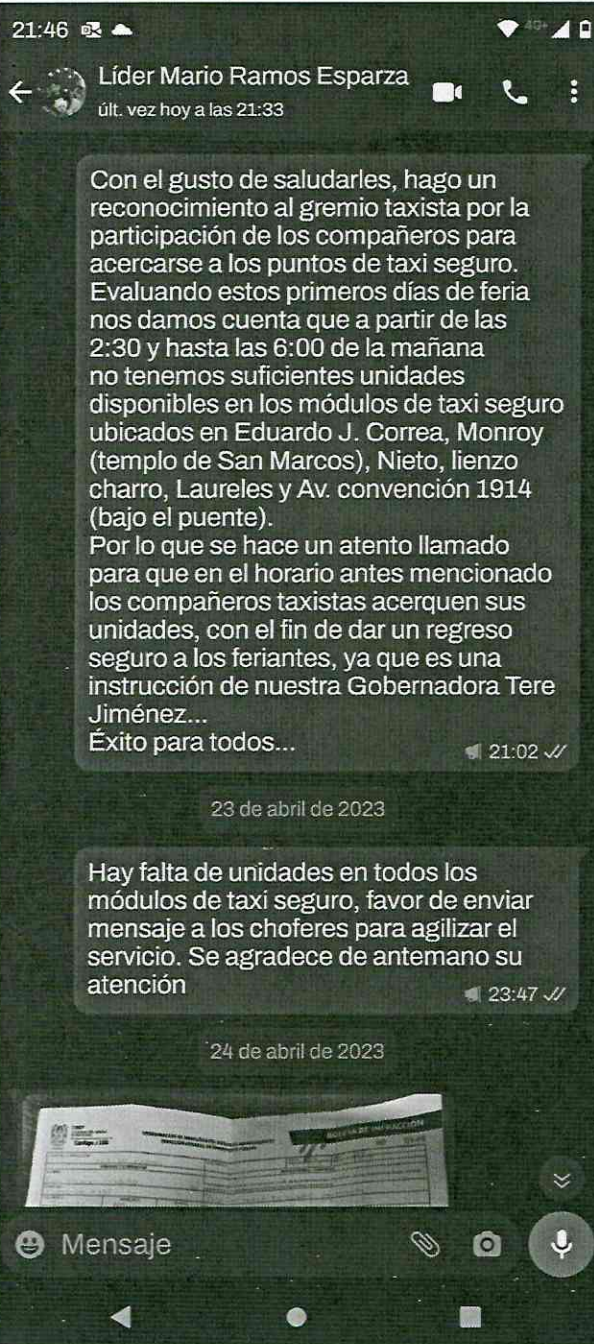 21:46
4G+
Líder Mario Ramos Esparza
últ. vez hoy a las 21:33
Con el gusto de saludarles, hago un
reconocimiento al gremio taxista por la
participación de los compañeros para
acercarse a los puntos de taxi seguro.
Evaluando estos primeros días de feria
nos damos cuenta que a partir de las
2:30 y hasta las 6:00 de la mañana
no tenemos suficientes unidades
disponibles en los módulos de taxi seguro
ubicados en Eduardo J. Correa, Monroy
(templo de San Marcos), Nieto, lienzo
charro, Laureles y Av. convención 1914
(bajo el puente).
Por lo que se hace un atento llamado
para que en el horario antes mencionado
los compañeros taxistas acerquen sus
unidades, con el fin de dar un regreso
seguro a los feriantes, ya que es una
instrucción de nuestra Gobernadora Tere
Jiménez...
Éxito para todos...
21:02
23 de abril de 2023
Hay falta de unidades en todos los
módulos de taxi seguro, favor de enviar
mensaje a los choferes para agilizar el
servicio. Se agradece de antemano su
atención
23:47
24 de abril de 2023
BOLETA DE INFRACCIÓN
Mensaje